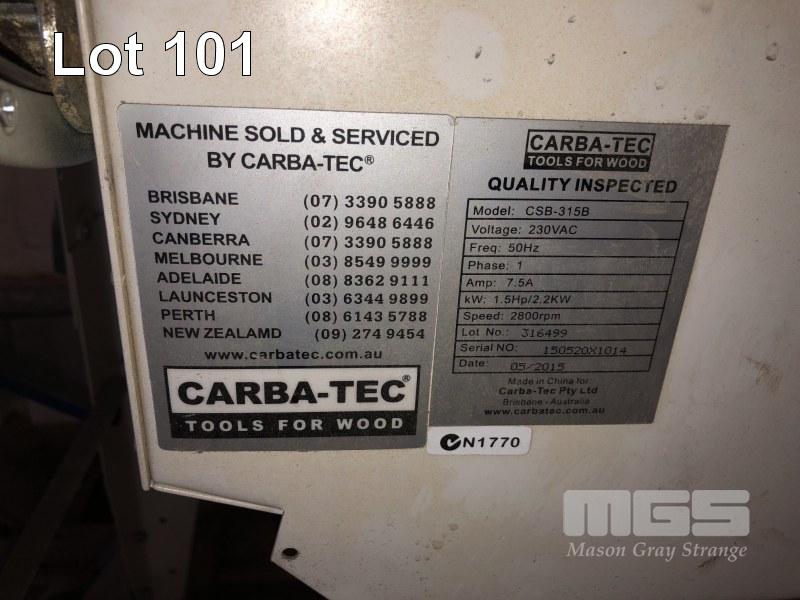 Lot 101
MACHINE SOLD & SERVICED
BY CARBA-TEC®
BRISBANE (07) 3390 5888
SYDNEY (02) 9648 6446
CANBERRA (07) 3390 5888
MELBOURNE (03) 8549 9999
ADELAIDE (08) 8362 9111
LAUNCESTON (03) 6344 9899
PERTH (08) 6143 5788
NEW ZEALAMD (09) 274 9454
www.carbatec.com.au
CARBA-TEC®
TOOLS FOR WOOD
CARBA-TEC
TOOLS FOR WOOD
QUALITY INSPECTED
Model: CSB-315B
Voltage: 230VAC
Freq: 50Hz
Phase: 1
Amp: 7.5A
kW: 1.5Hp/2.2KW
Speed: 2800rpm
Lot No.: 316499
Serial NO: 150520X1014
Date: 05/2015
Made in China for
Carba-Tec Pty Ltd
Brisbane - Australia
www.carbatec.com.au
N1770
MGS
Mason Gray Strange